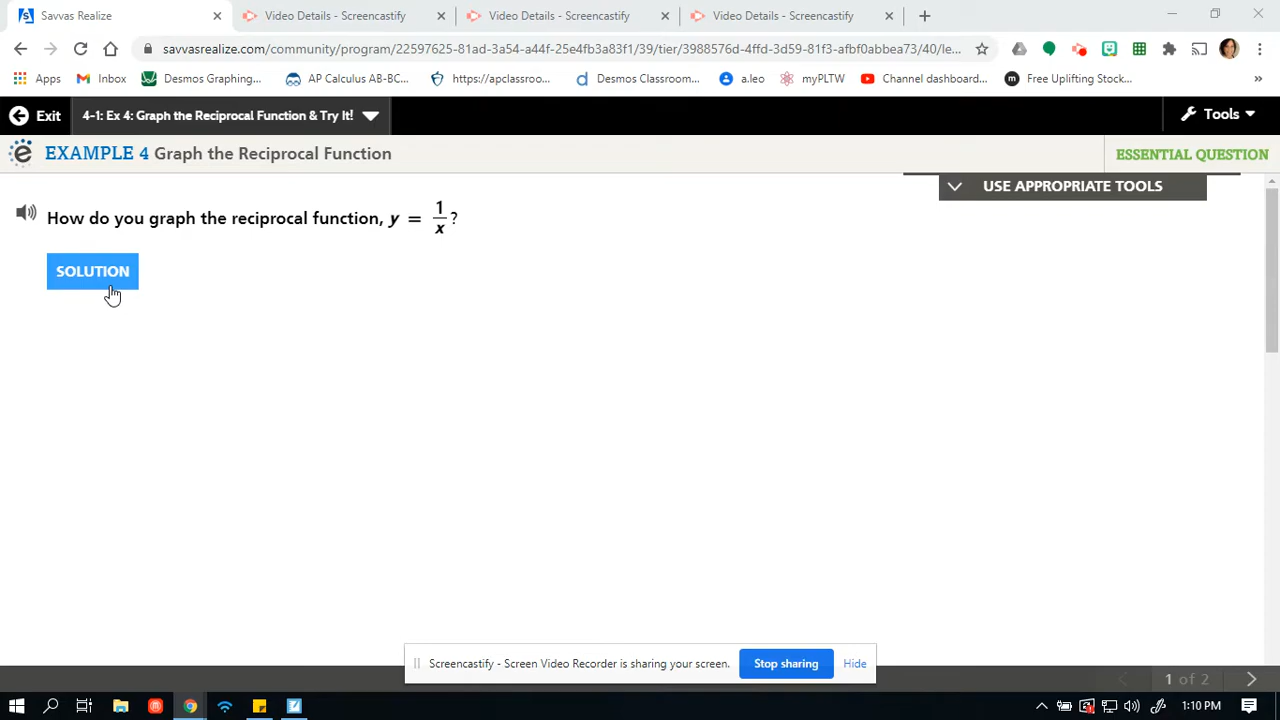 Savvas Realize
Video Details - Screencastify
Video Details - Screencastify
Video Details - Screencastify
savvasrealize.com/community/program/22597625-81ad-3a54-a44f-25e4fb3a83f1/39/tier/3988576d-4ffd-3d59-81f3-afbf0abbea73/40/le...
Apps
Inbox
Desmos Graphing,...
AP Calculus AB-BC...
https://apclassroo...
Desmos Classroom...
a.leo
myPLTW
Channel dashboard...
Free Uplifting Stock...
»
Exit
4-1: Ex 4: Graph the Reciprocal Function & Try It!
Tools
EXAMPLE 4 Graph the Reciprocal Function
ESSENTIAL QUESTION
USE APPROPRIATE TOOLS
How do you graph the reciprocal function, y = 1/x?
SOLUTION
Screencastify - Screen Video Recorder is sharing your screen.
Stop sharing
Hide
1 of 2
1:10 PM